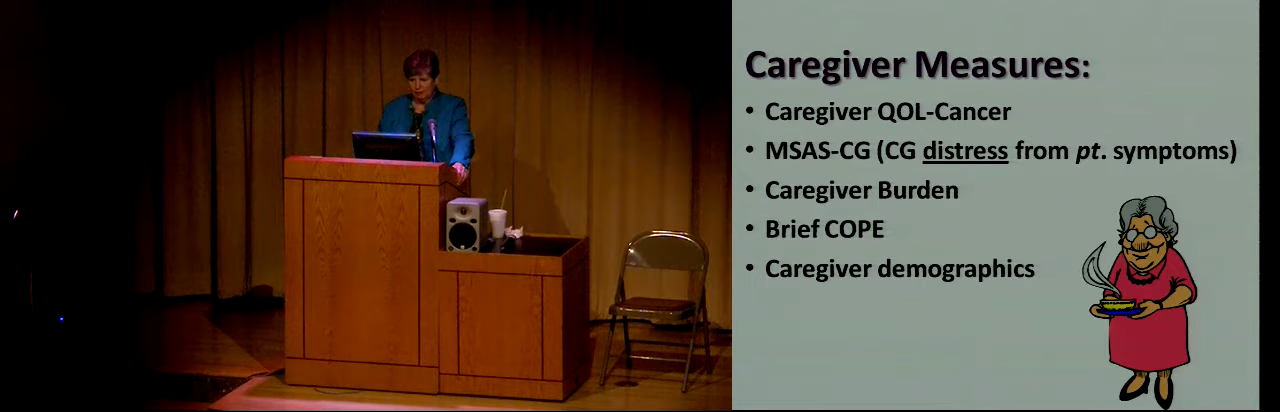 Caregiver Measures:
• Caregiver QOL-Cancer
• MSAS-CG (CG distress from pt. symptoms)
• Caregiver Burden
• Brief COPE
• Caregiver demographics